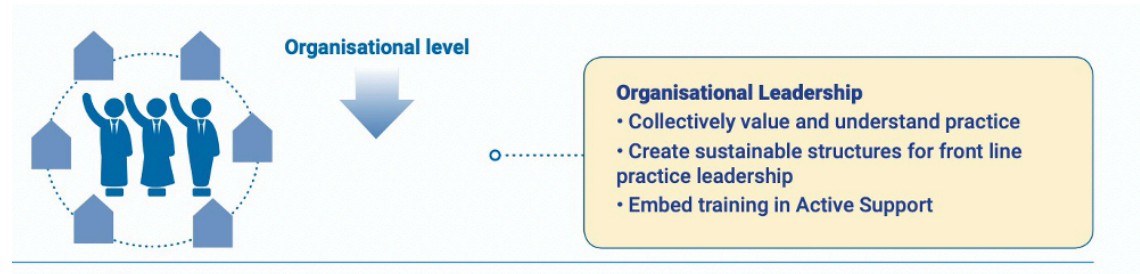 Organisational level
Organisational Leadership
• Collectively value and understand practice
• Create sustainable structures for front line
practice leadership
• Embed training in Active Support